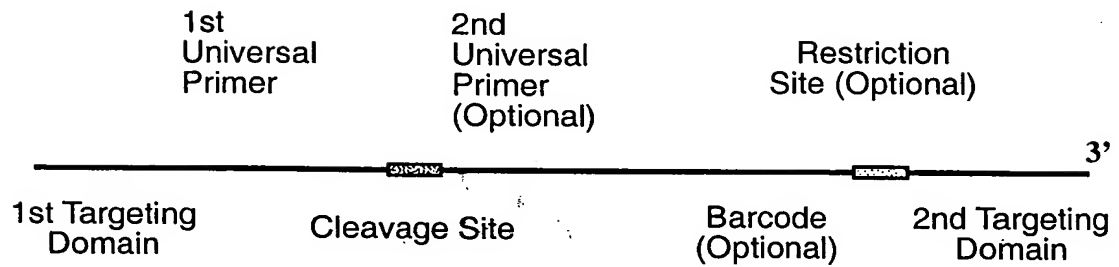 1st
Universal
Primer
2nd
Universal
Primer
(Optional)
Restriction
Site (Optional)
3'
1st Targeting
Domain
Cleavage Site
Barcode
(Optional)
2nd Targeting
Domain